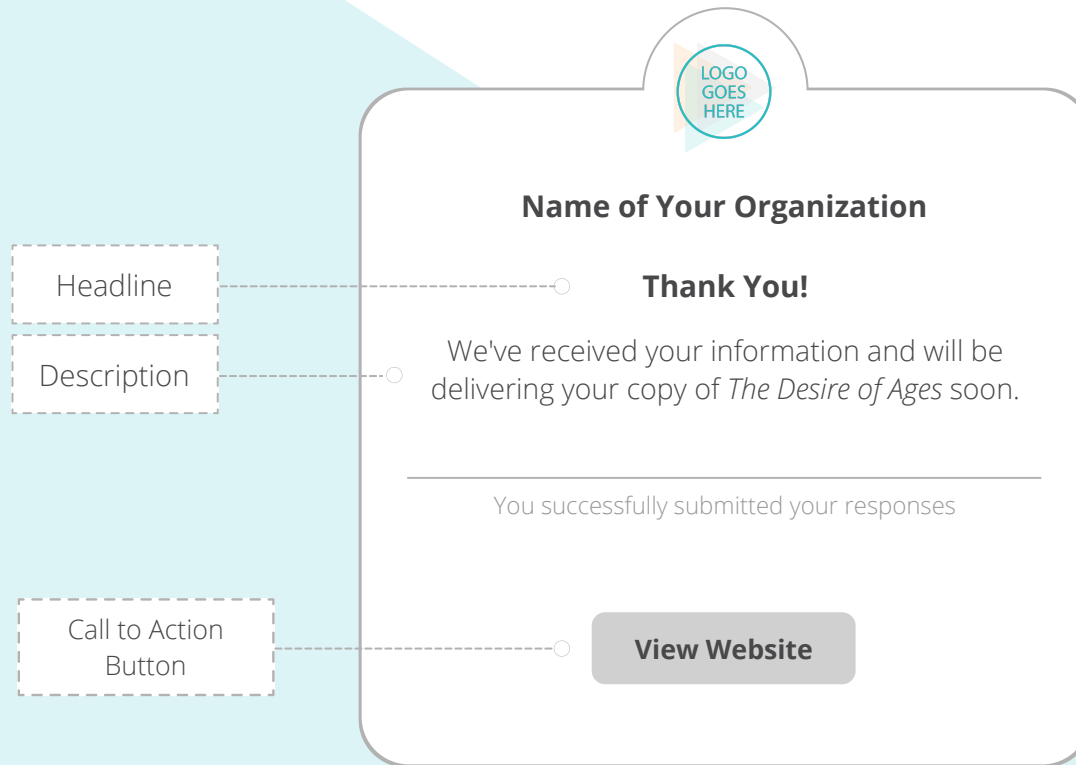 LOGO
GOES
HERE
Name of Your Organization
Headline
Thank You!
Description
We've received your information and will be
delivering your copy of The Desire of Ages soon.
You successfully submitted your responses
Call to Action
Button
View Website